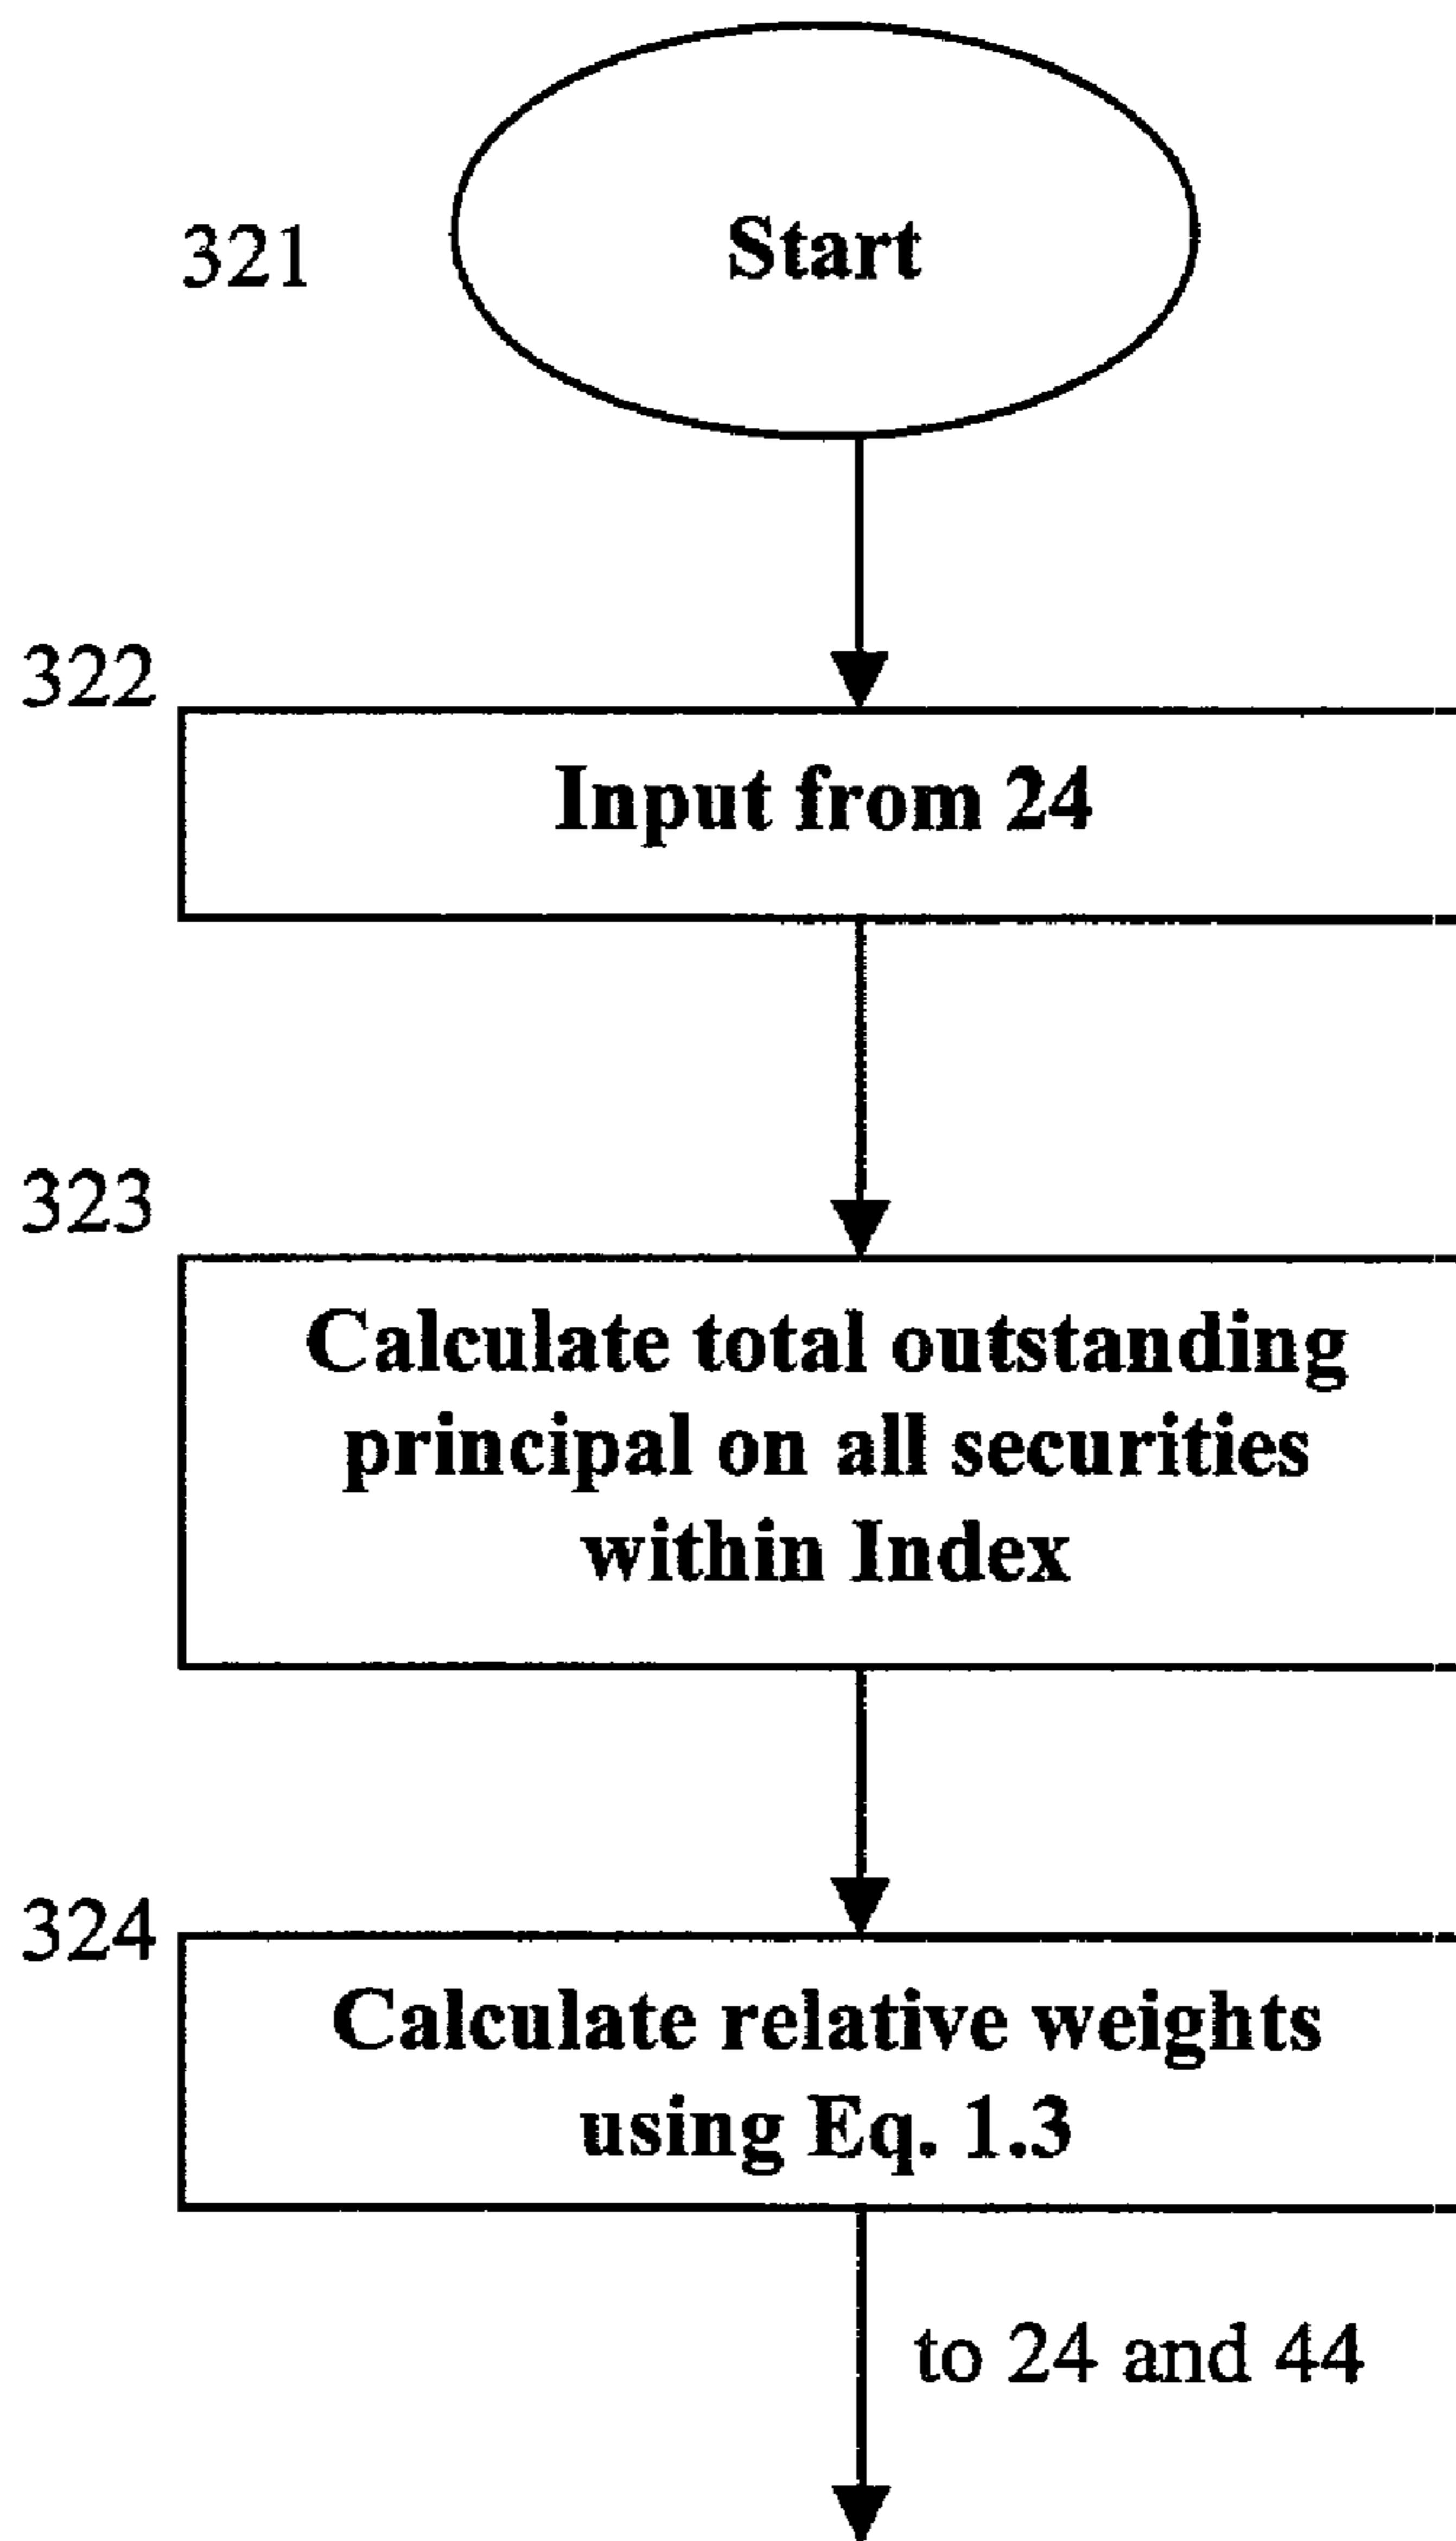 321
Start
322
Input from 24
323
Calculate total outstanding
principal on all securities
within Index
324
Calculate relative weights
using Eq. 1.3
to 24 and 44